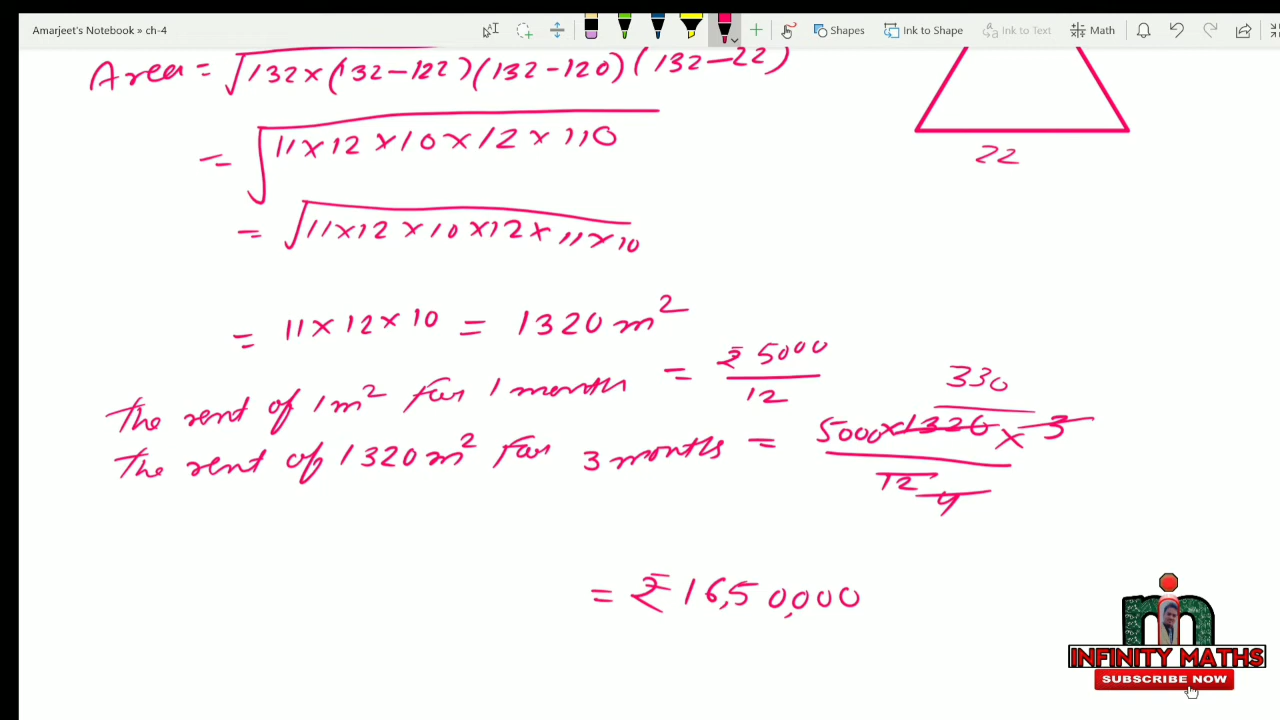 Amarjeet's Notebook » ch-4
Shapes
Ink to Shape
Ink to Text
Math
Area = √132×(132-122)(132-120)(132-22)
= √11×12×10×12×110
22
= √11×12×10×12×11×10
= 11×12×10 = 1320m²
The rent of 1m² for 1 month = ₹5000/12
330
The rent of 1320m² for 3 months = 5000×1320×3/12
4
= ₹16,50,000
INFINITY MATHS
SUBSCRIBE NOW